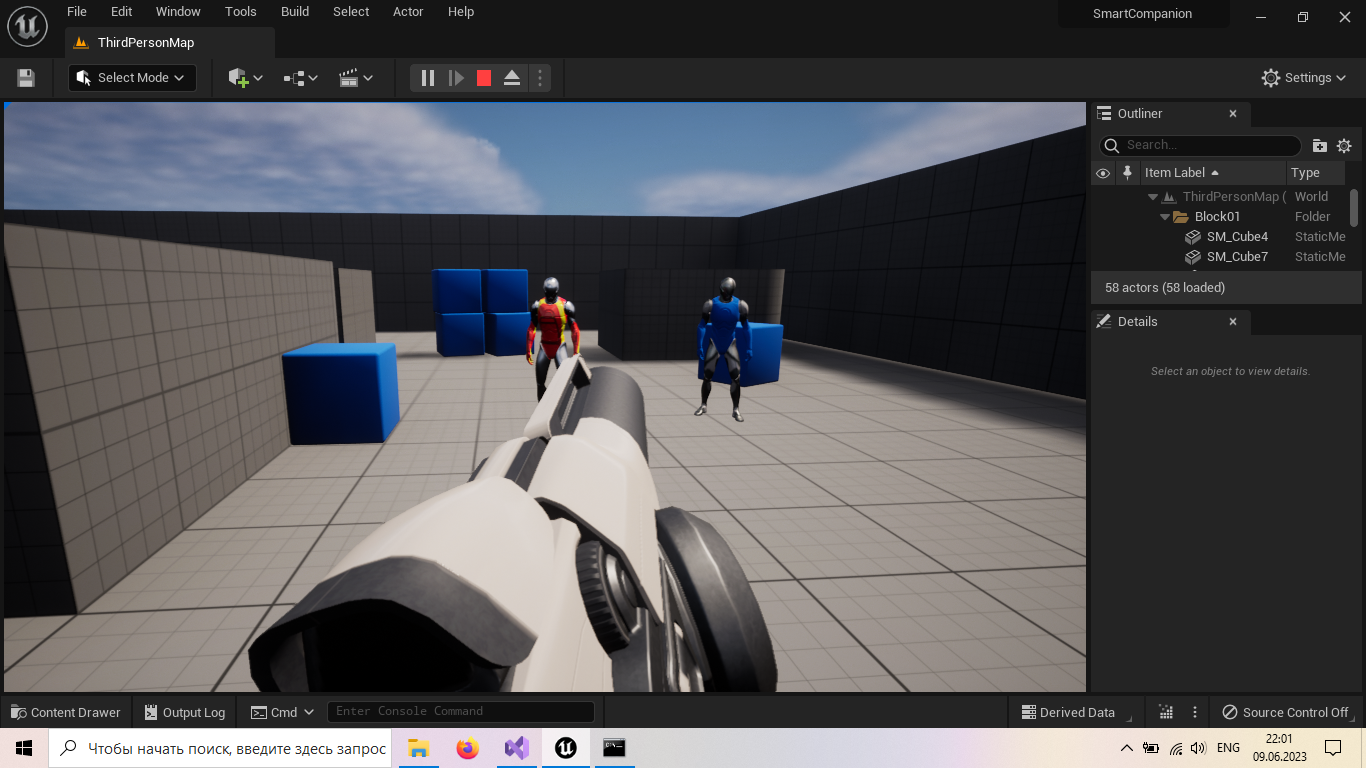 File Edit Window Tools Build Select Actor Help
SmartCompanion
ThirdPersonMap
Select Mode
Settings
Outliner
Search...
Item Label Type
ThirdPersonMap ( World
Block01 Folder
SM_Cube4 StaticMe
SM_Cube7 StaticMe
58 actors (58 loaded)
Details
Select an object to view details.
Content Drawer Output Log Cmd Enter Console Command Derived Data Source Control Off
Чтобы начать поиск, введите здесь запрос
ENG
22:01
09.06.2023